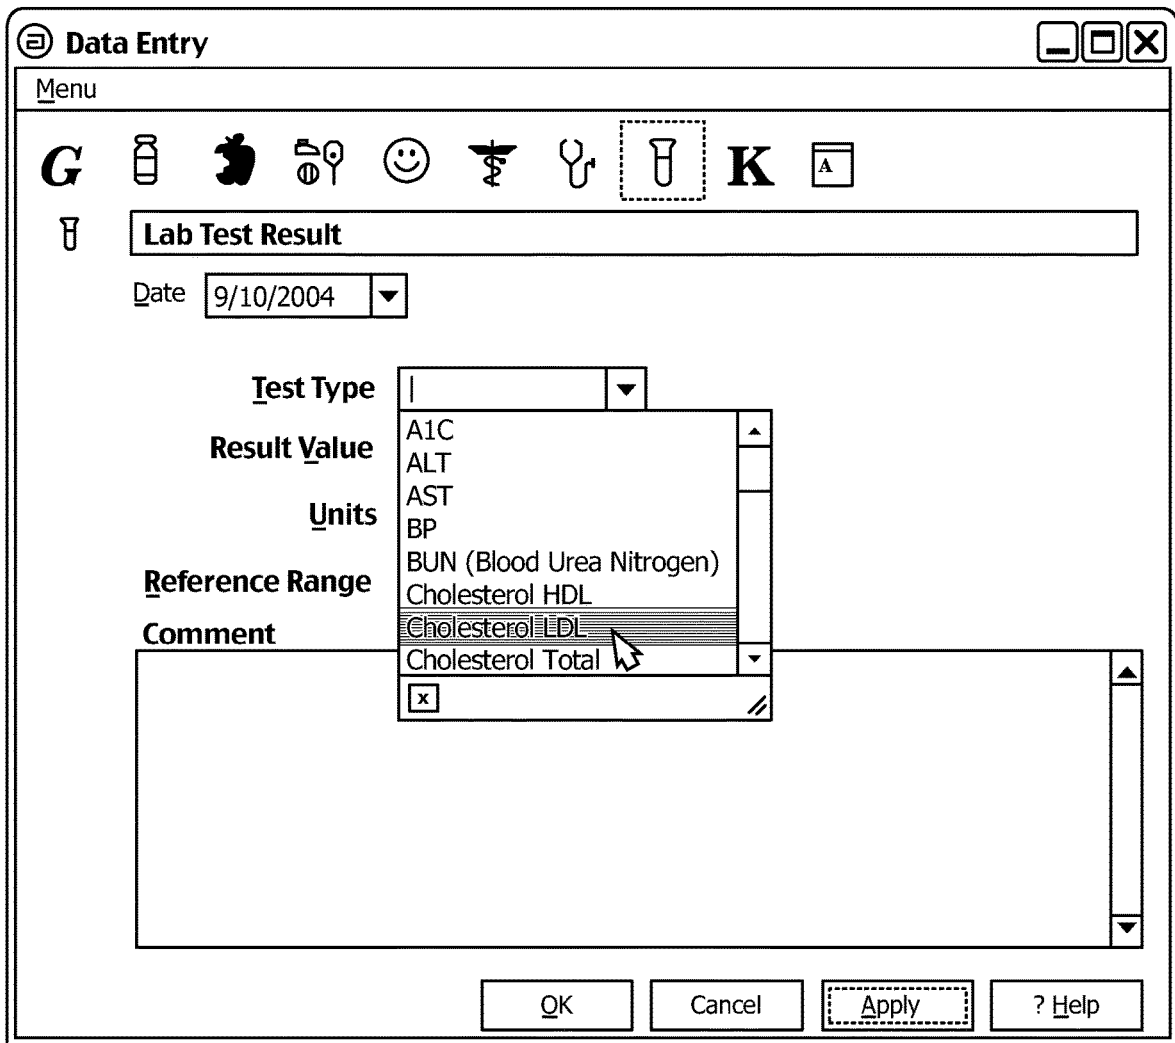 Data Entry
Menu
G K A
Lab Test Result
Date 9/10/2004
Test Type
A1C
Result Value
ALT
AST
Units
BP
BUN (Blood Urea Nitrogen)
Reference Range
Cholesterol HDL
Comment
Cholesterol LDL
Cholesterol Total
x
OK Cancel Apply ? Help